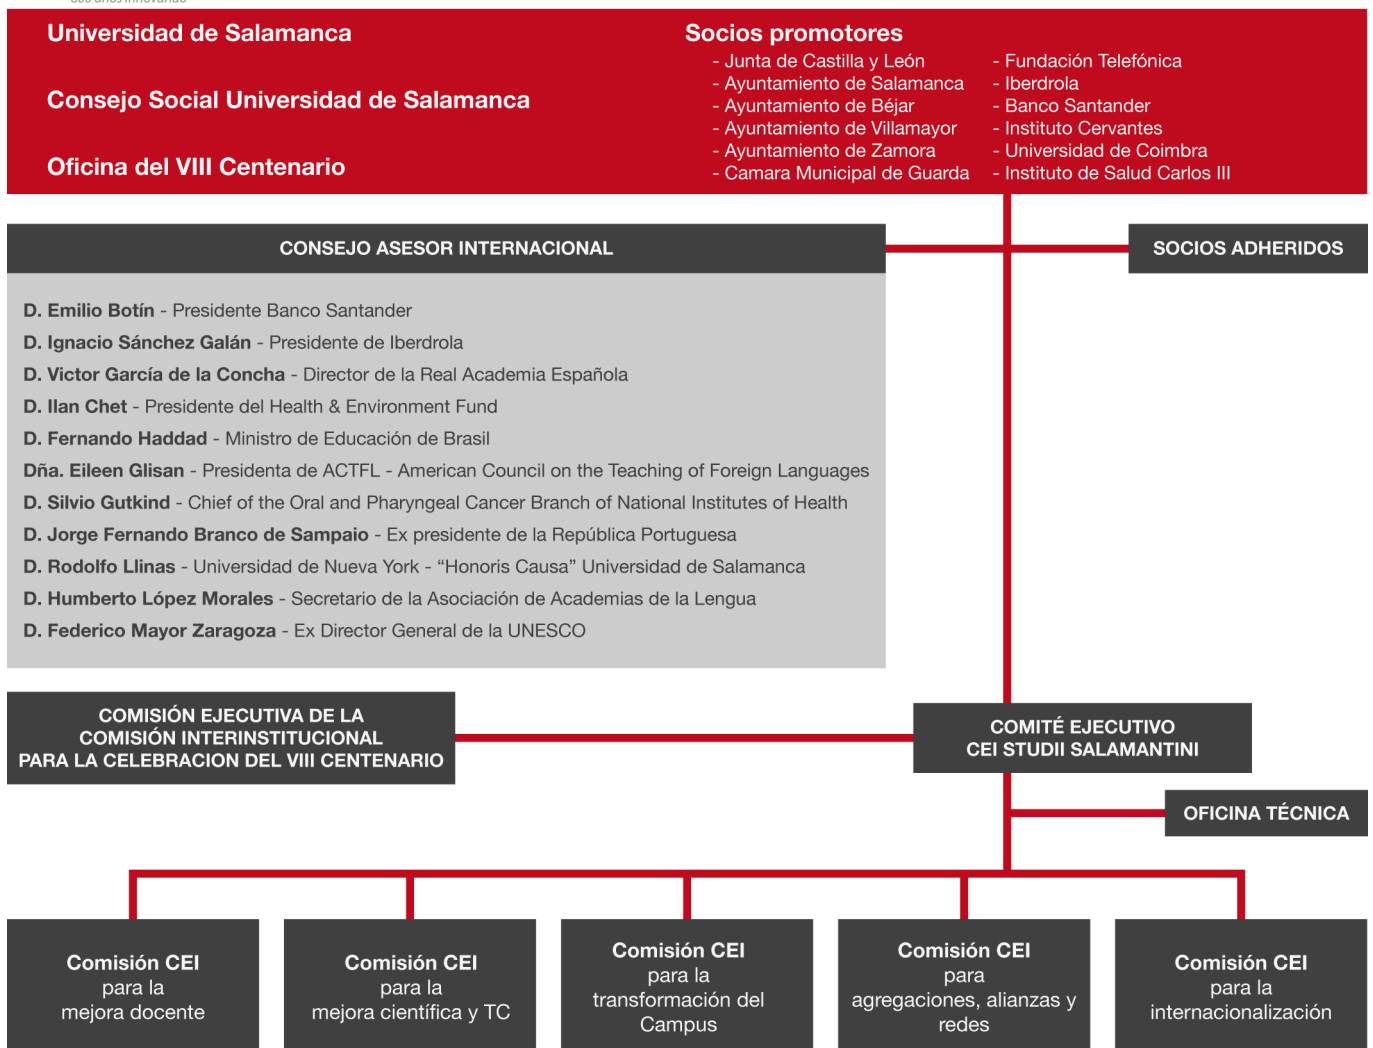 800 años innovando
Universidad de Salamanca
Consejo Social Universidad de Salamanca
Oficina del VIII Centenario
Socios promotores
- Junta de Castilla y León
- Ayuntamiento de Salamanca
- Ayuntamiento de Béjar
- Ayuntamiento de Villamayor
- Ayuntamiento de Zamora
- Camara Municipal de Guarda
- Fundación Telefónica
- Iberdrola
- Banco Santander
- Instituto Cervantes
- Universidad de Coimbra
- Instituto de Salud Carlos III
CONSEJO ASESOR INTERNACIONAL
SOCIOS ADHERIDOS
D. Emilio Botín - Presidente Banco Santander
D. Ignacio Sánchez Galán - Presidente de Iberdrola
D. Victor García de la Concha - Director de la Real Academia Española
D. Ilan Chet - Presidente del Health & Environment Fund
D. Fernando Haddad - Ministro de Educación de Brasil
Dña. Eileen Glisan - Presidenta de ACTFL - American Council on the Teaching of Foreign Languages
D. Silvio Gutkind - Chief of the Oral and Pharyngeal Cancer Branch of National Institutes of Health
D. Jorge Fernando Branco de Sampaio - Ex presidente de la República Portuguesa
D. Rodolfo Llinas - Universidad de Nueva York - “Honoris Causa” Universidad de Salamanca
D. Humberto López Morales - Secretario de la Asociación de Academias de la Lengua
D. Federico Mayor Zaragoza - Ex Director General de la UNESCO
COMISIÓN EJECUTIVA DE LA
COMISIÓN INTERINSTITUCIONAL
PARA LA CELEBRACION DEL VIII CENTENARIO
COMITÉ EJECUTIVO
CEI STUDII SALAMANTINI
OFICINA TÉCNICA
Comisión CEI
para la
mejora docente
Comisión CEI
para la
mejora científica y TC
Comisión CEI
para la
transformación del
Campus
Comisión CEI
para
agregaciones, alianzas y
redes
Comisión CEI
para la
internacionalización